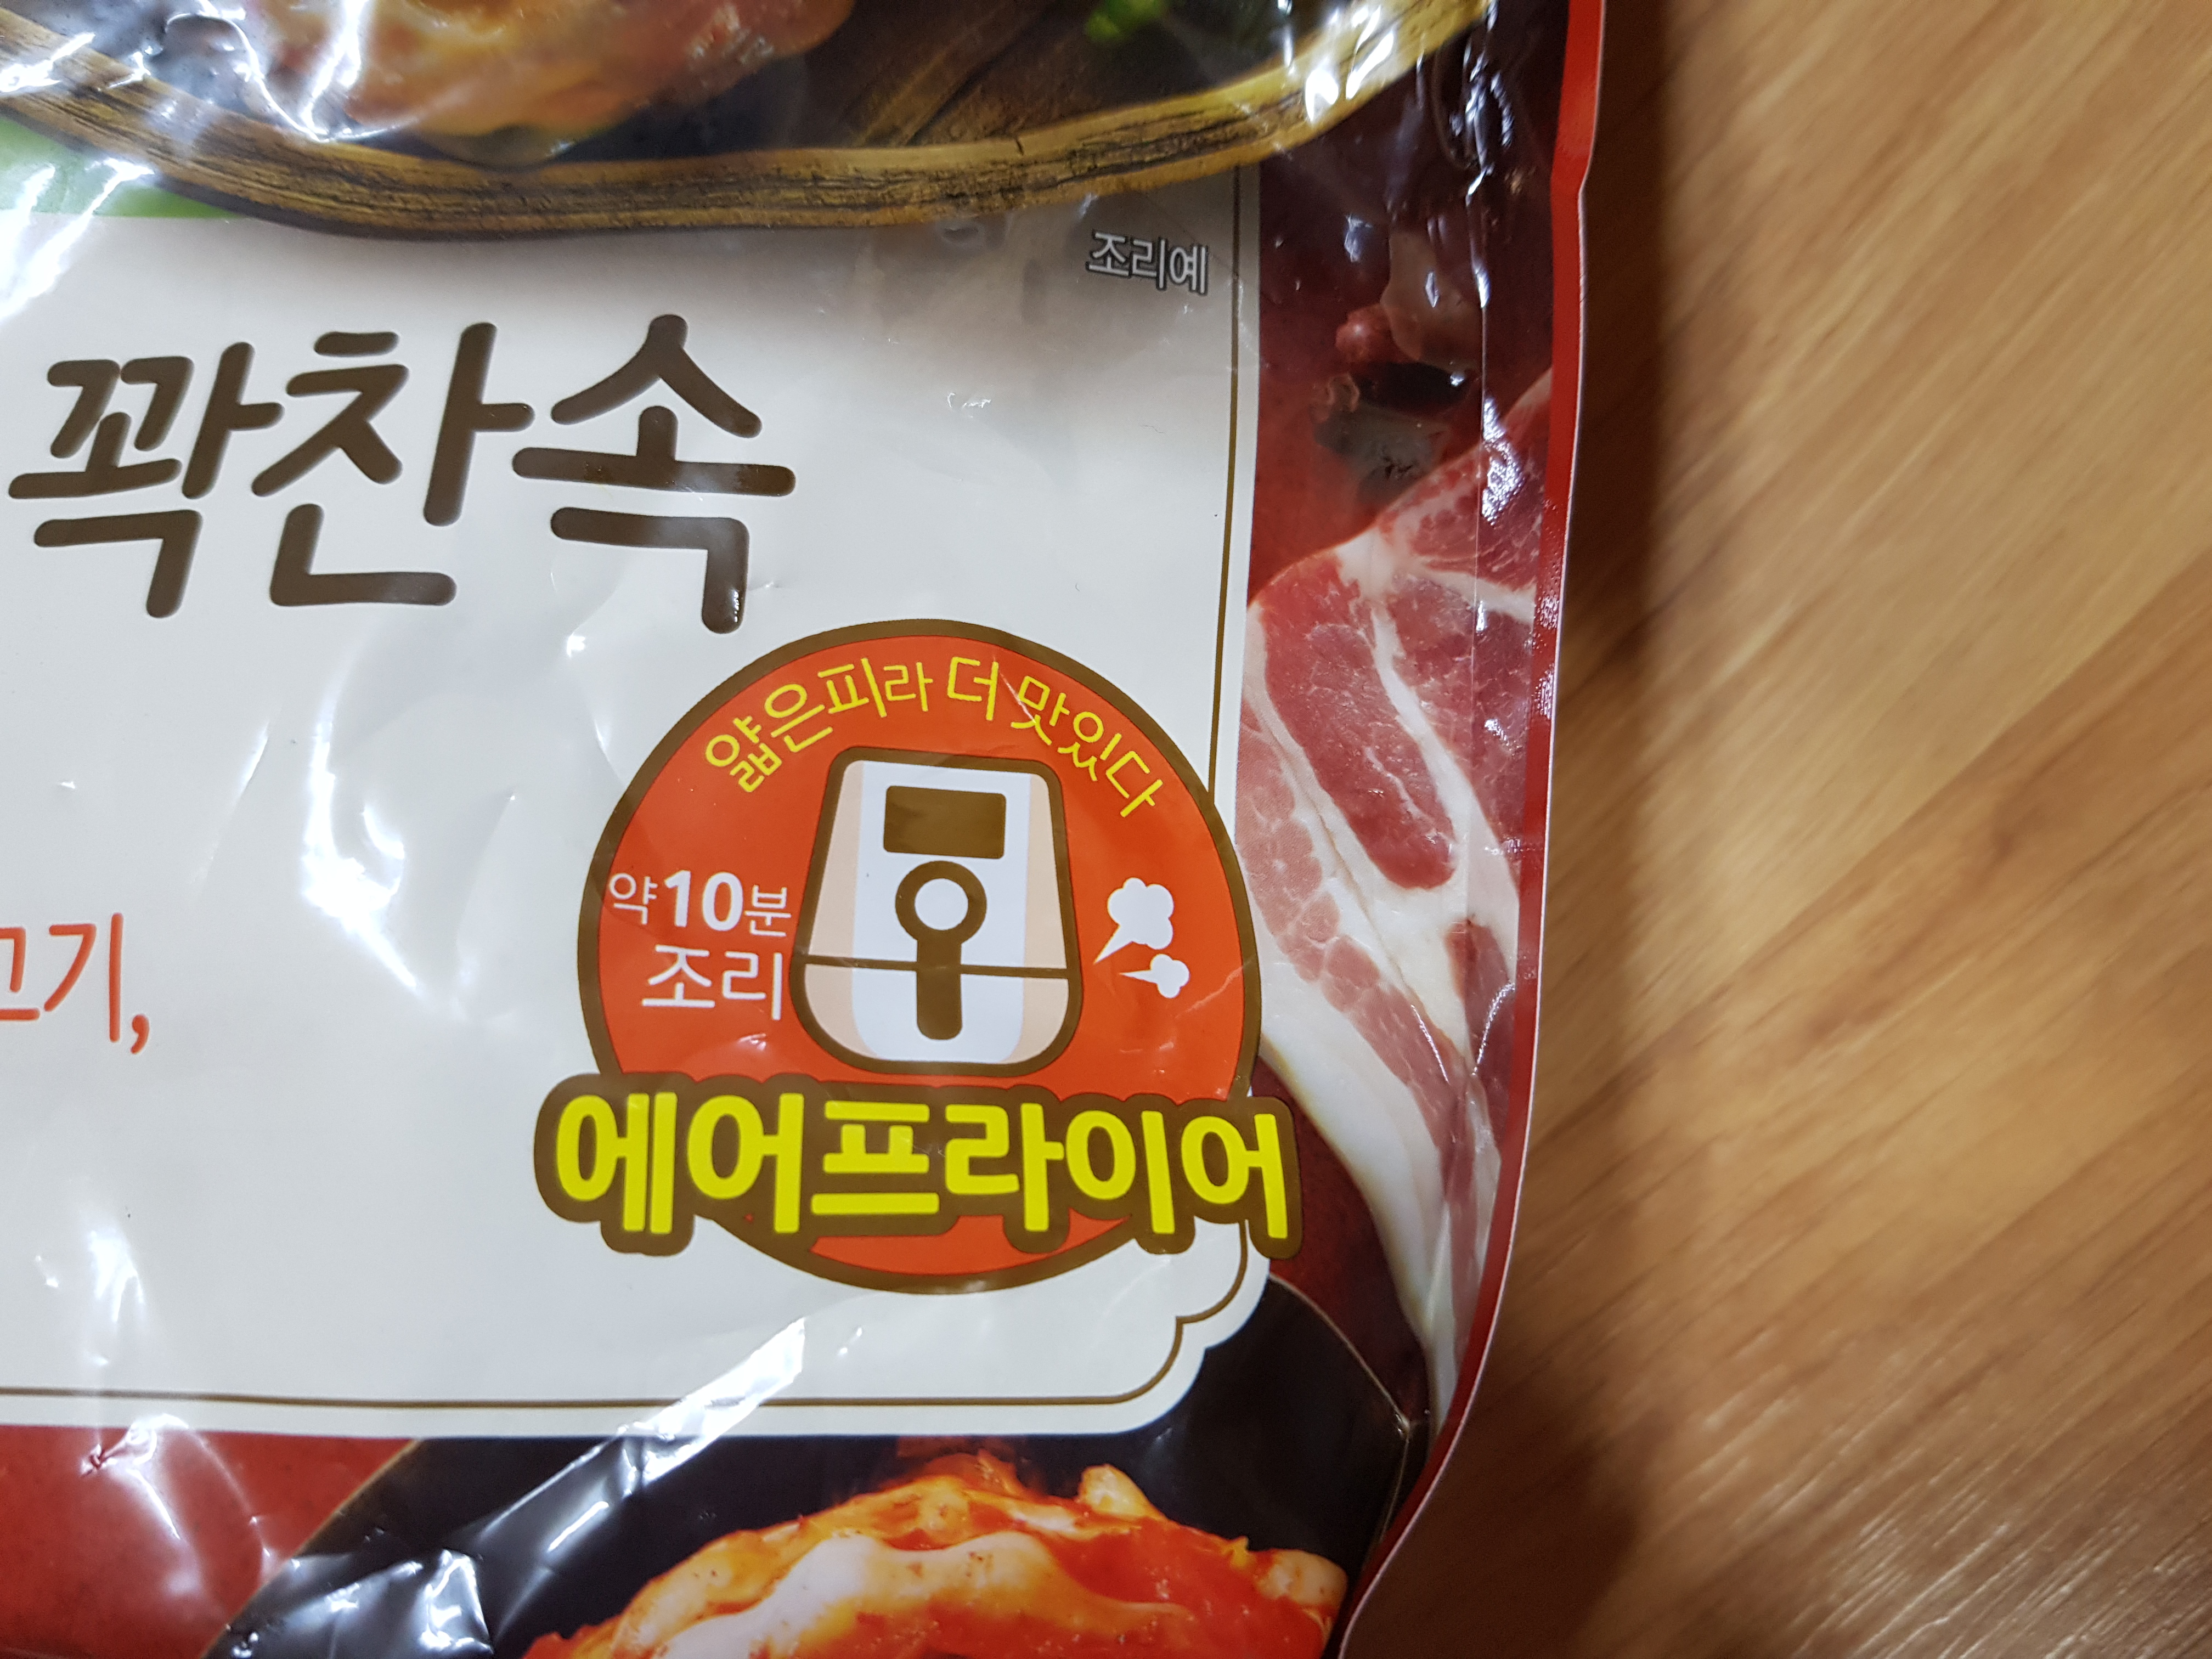 조리예
꽉찬속
얇은피라 더 맛있다
약10분
조리
고기,
에어프라이어